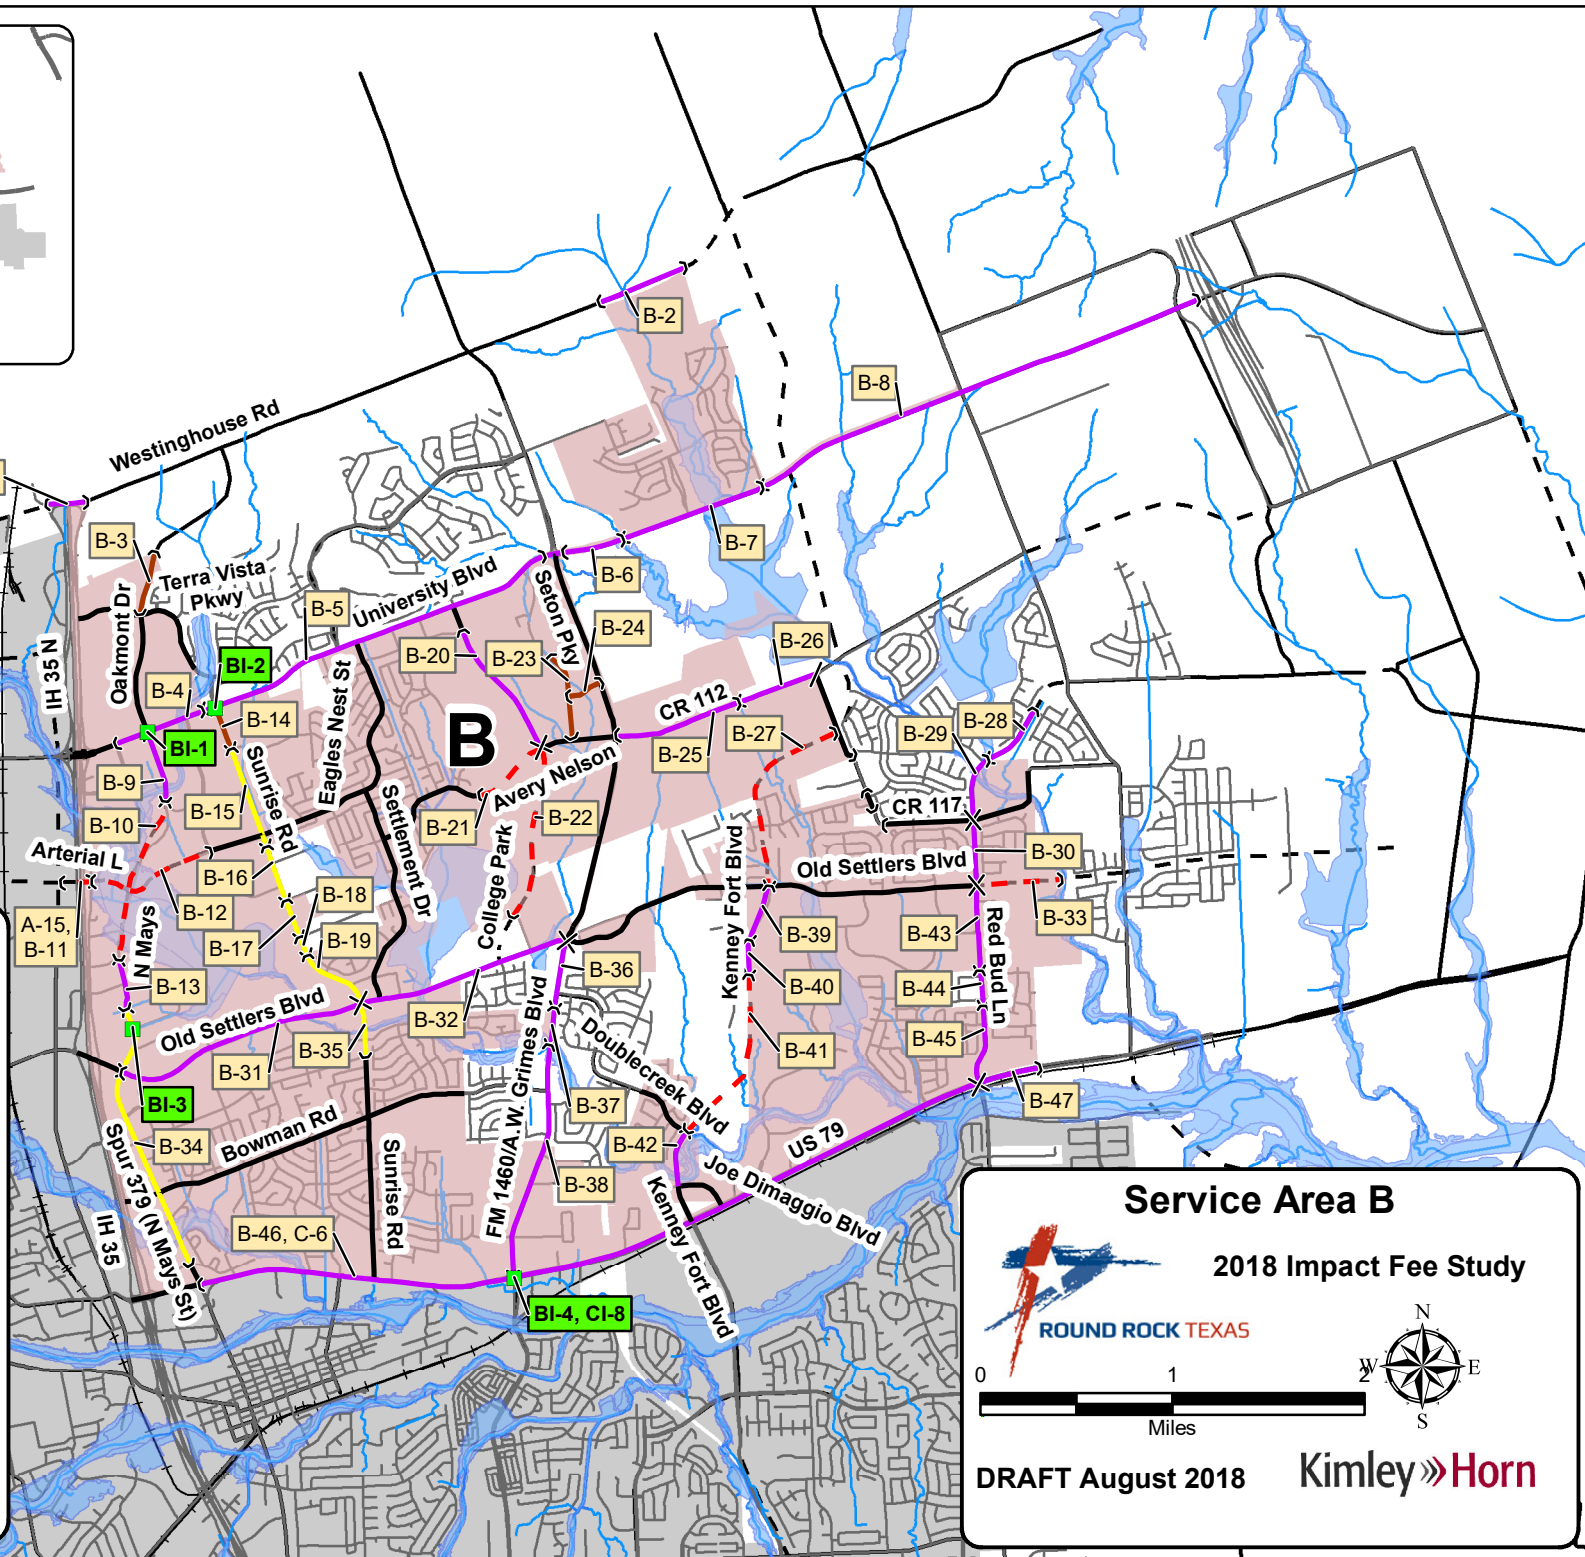 B-2
B-8
Westinghouse Rd
B-3
B-7
Terra Vista
Pkwy
B-6
University Blvd
Seton Pky
B-5
B-24
Oakmont Dr
IH 35 N
B-20
B-23
B-26
BI-2
B-4
Eagles Nest St
CR 112
B-14
B
B-27
B-29
B-28
BI-1
B-25
B-9
Sunrise Rd
Avery Nelson
B-15
Settlement Dr
CR 117
B-10
B-21
B-22
College Park
Kenney Fort Blvd
Arterial L
Old Settlers Blvd
B-30
B-16
B-18
B-12
A-15,
B-11
N Mays
B-17
B-19
B-39
B-43
Red Bud Ln
B-33
B-36
B-13
B-40
B-44
Old Settlers Blvd
B-32
FM 1460/A.W. Grimes Blvd
Doublecreek Blvd
B-35
B-41
B-45
B-31
BI-3
B-37
B-47
Bowman Rd
B-34
B-42
US 79
Spur 379 (N Mays St)
Sunrise Rd
B-38
Joe Dimaggio Blvd
Kenney Fort Blvd
IH 35
B-46, C-6
BI-4, CI-8
Service Area B
2018 Impact Fee Study
ROUND ROCK TEXAS
N
W
E
S
0
1
2
Miles
DRAFT August 2018
Kimley»Horn